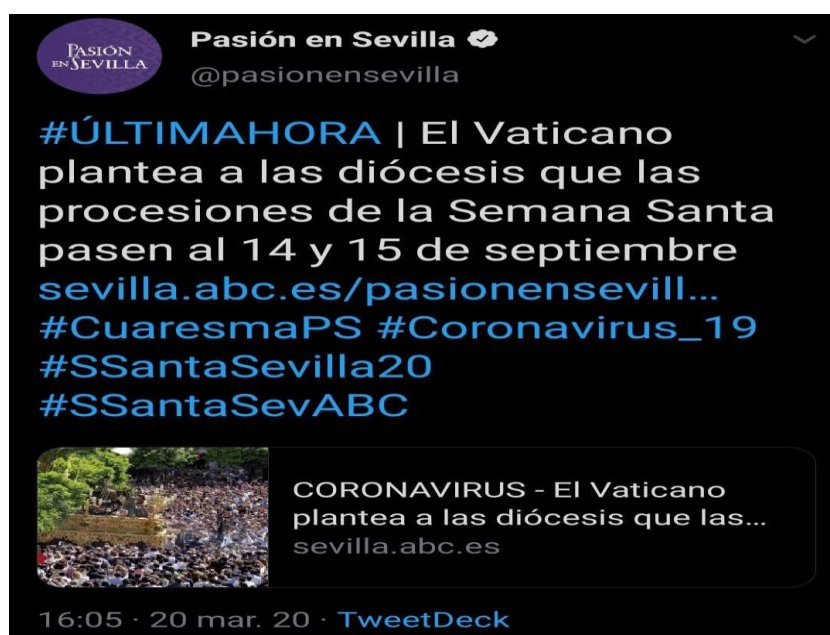 PASIÓN
EN SEVILLA
Pasión en Sevilla
@pasionensevilla
#ÚLTIMAHORA | El Vaticano
plantea a las diócesis que las
procesiones de la Semana Santa
pasen al 14 y 15 de septiembre
sevilla.abc.es/pasionensevill...
#CuaresmaPS #Coronavirus_19
#SSantaSevilla20
#SSantaSevABC
CORONAVIRUS - El Vaticano
plantea a las diócesis que las...
sevilla.abc.es
16:05 · 20 mar. 20 · TweetDeck